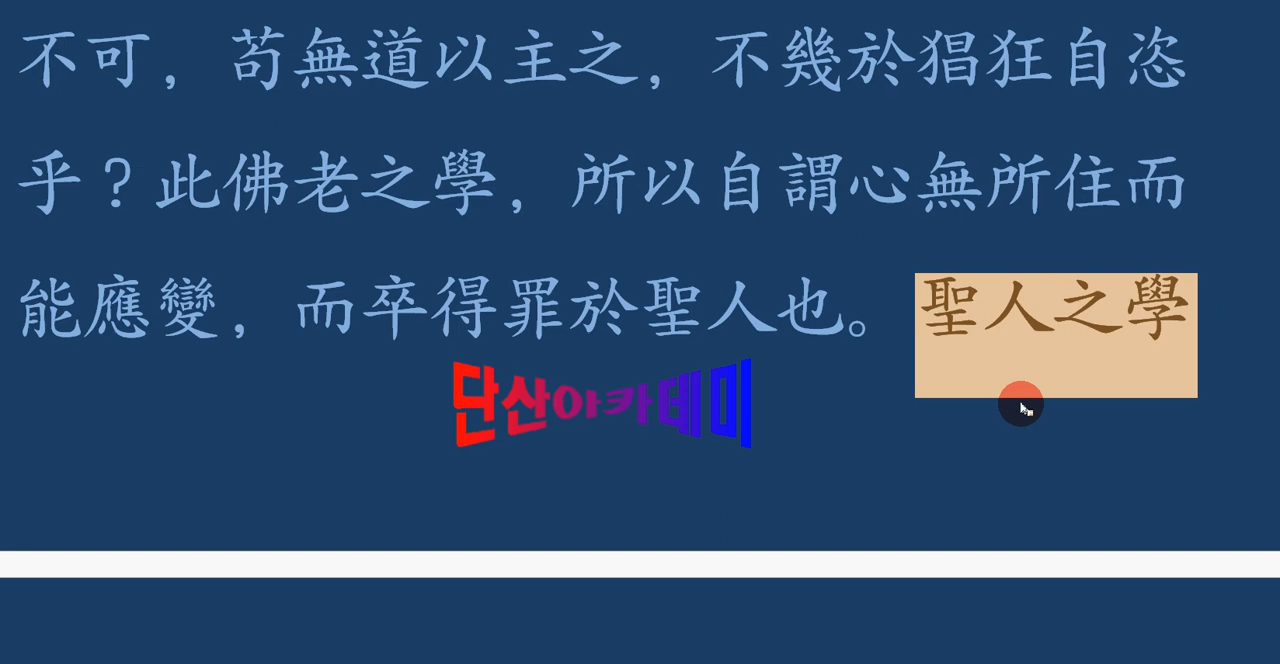 不可，苟無道以主之，不幾於猖狂自恣
乎？此佛老之學，所以自謂心無所住而
能應變，而卒得罪於聖人也。聖人之學
단산아카데미